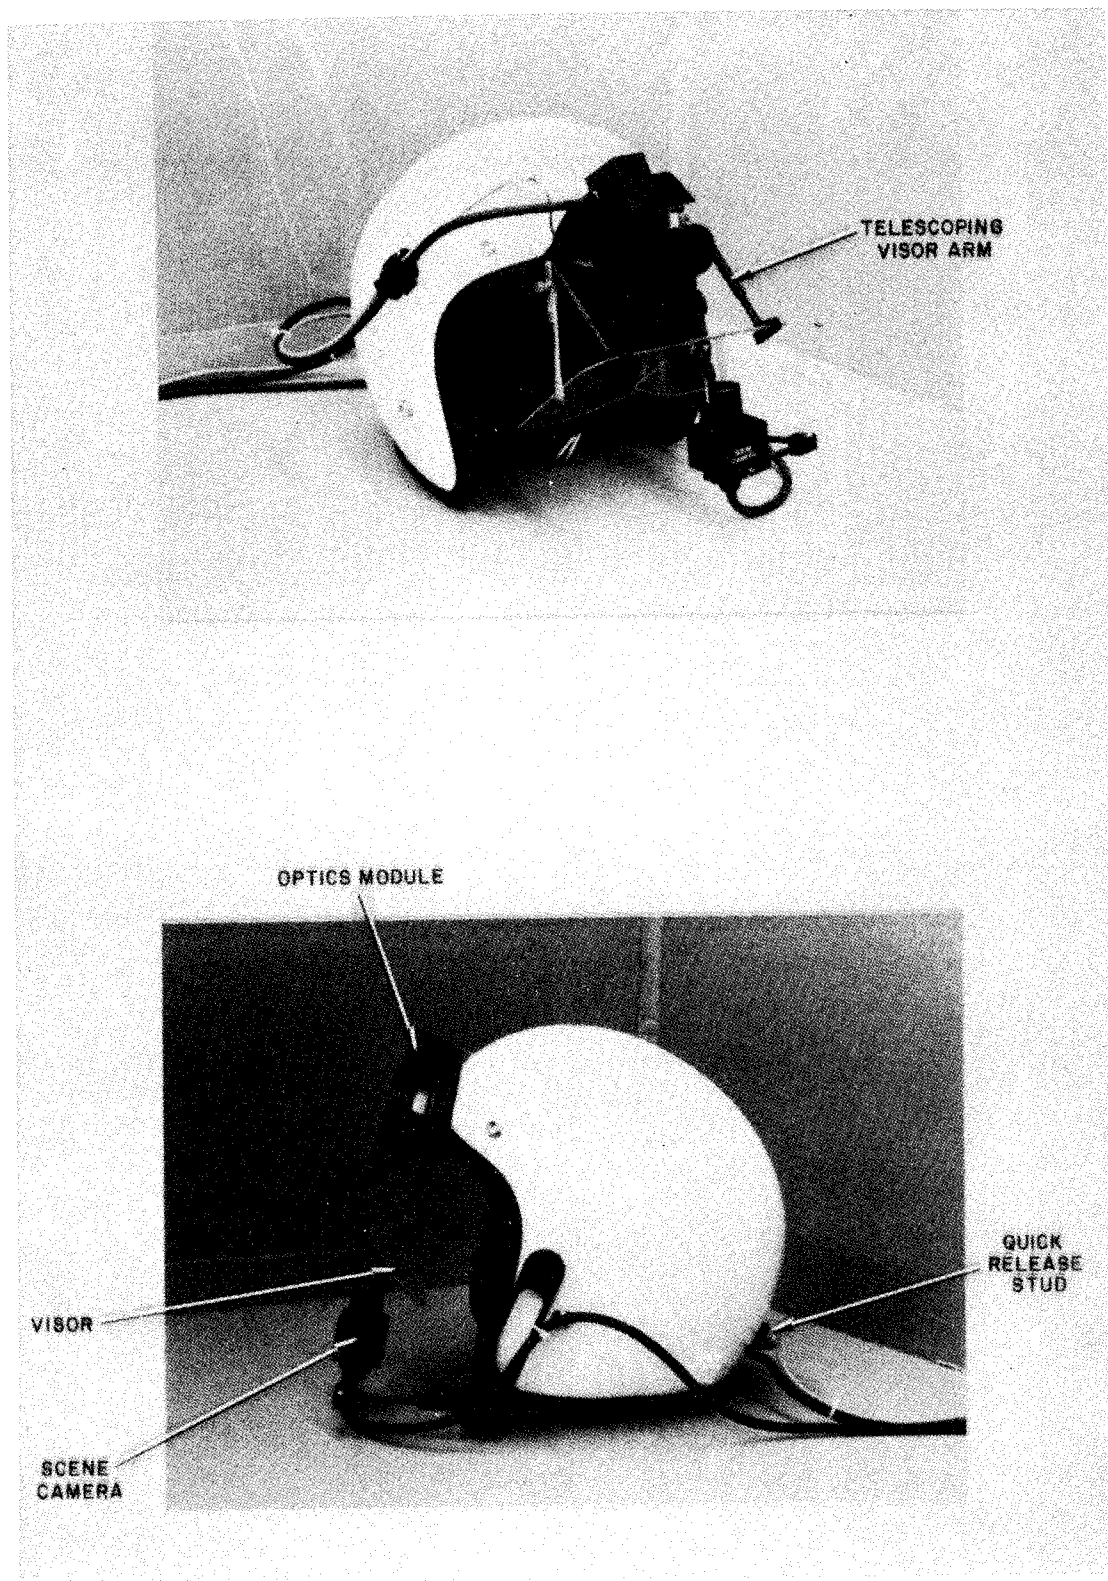 TELESCOPING
VISOR ARM
OPTICS MODULE
QUICK
RELEASE
STUD
VISOR
SCENE
CAMERA